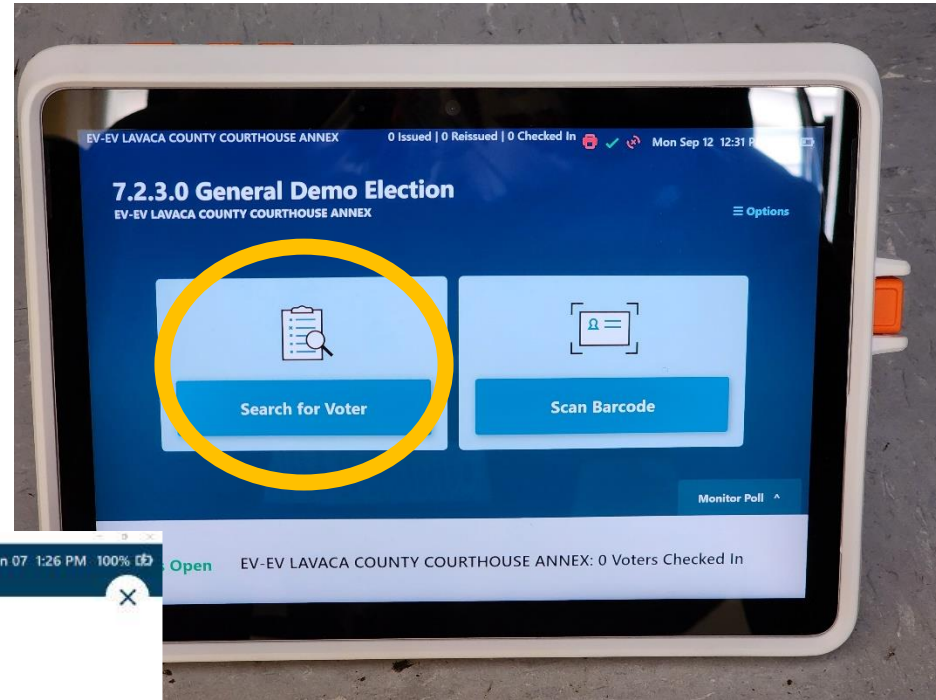 EV-EV LAVACA COUNTY COURTHOUSE ANNEX 0 Issued | 0 Reissued | 0 Checked In Mon Sep 12 12:31
7.2.3.0 General Demo Election
EV-EV LAVACA COUNTY COURTHOUSE ANNEX
☰ Options
Search for Voter
Scan Barcode
Monitor Poll ^
Open EV-EV LAVACA COUNTY COURTHOUSE ANNEX: 0 Voters Checked In
07 1:26 PM 100%